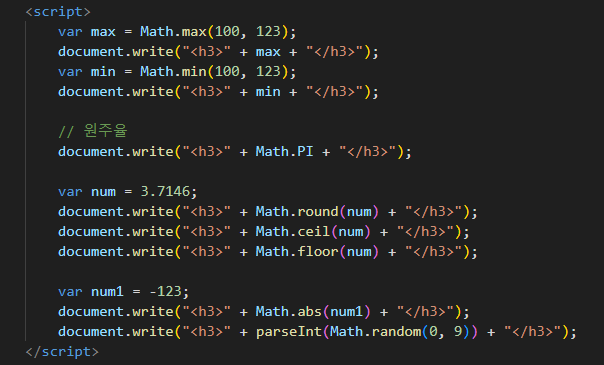 <script>
var max = Math.max(100, 123);
document.write("<h3>" + max + "</h3>");
var min = Math.min(100, 123);
document.write("<h3>" + min + "</h3>");
// 원주율
document.write("<h3>" + Math.PI + "</h3>");
var num = 3.7146;
document.write("<h3>" + Math.round(num) + "</h3>");
document.write("<h3>" + Math.ceil(num) + "</h3>");
document.write("<h3>" + Math.floor(num) + "</h3>");
var num1 = -123;
document.write("<h3>" + Math.abs(num1) + "</h3>");
document.write("<h3>" + parseInt(Math.random(0, 9)) + "</h3>");
</script>